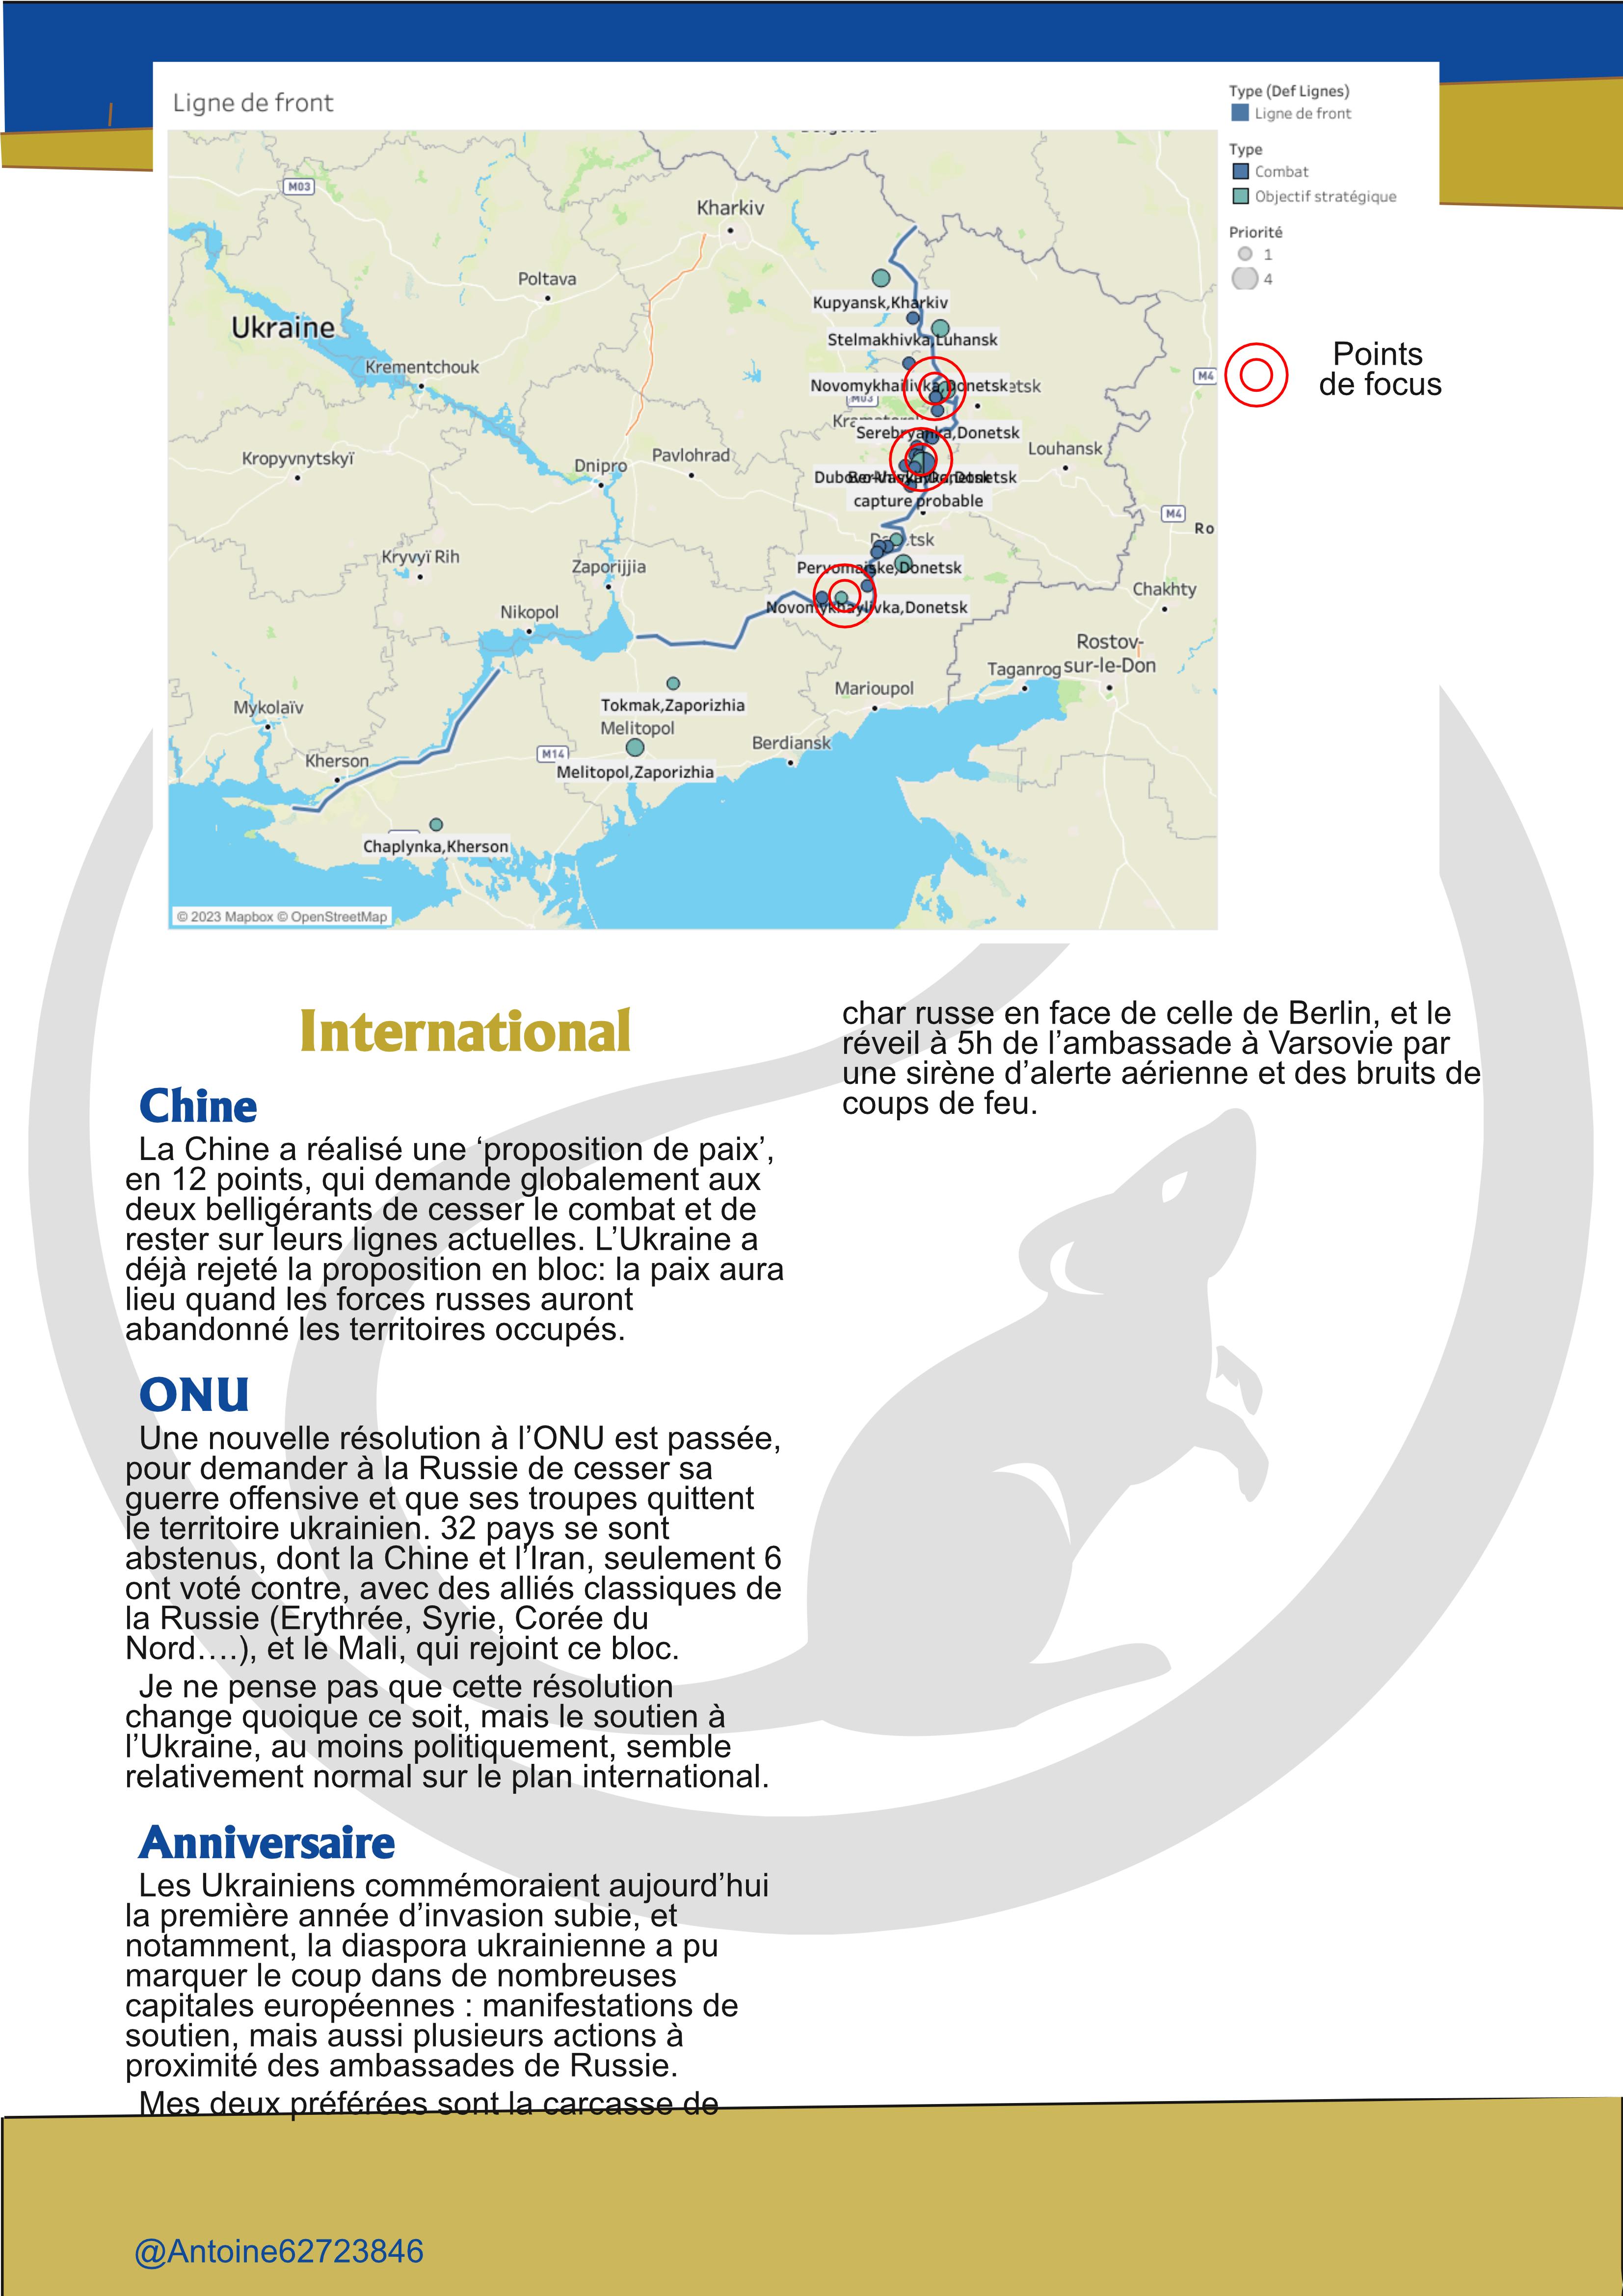 Ligne de front
Type (Def Lignes)
Ligne de front
Type
Combat
Objectif stratégique
Priorité
1
4
Points
de focus
M03
Kharkiv
Poltava
Ukraine
Kupyansk,Kharkiv
Stelmakhivka,Luhansk
Krementchouk
M4
Novomykhailivka,Donetsk
etsk
M03
Serebryanka,Donetsk
Kropyvnytskyï
Dnipro
Pavlohrad
Louhansk
capture probable
M4
Ro
Kryvyï Rih
Zaporijjia
Pervomaiske,Donetsk
Chakhty
Nikopol
Novomykhaylivka,Donetsk
Rostov-
sur-le-Don
Taganrog
Marioupol
Mykolaïv
Tokmak,Zaporizhia
Melitopol
Berdiansk
Kherson
M14
Melitopol,Zaporizhia
Chaplynka,Kherson
© 2023 Mapbox © OpenStreetMap
International
Chine
La Chine a réalisé une ‘proposition de paix’,
en 12 points, qui demande globalement aux
deux belligérants de cesser le combat et de
rester sur leurs lignes actuelles. L’Ukraine a
déjà rejeté la proposition en bloc: la paix aura
lieu quand les forces russes auront
abandonné les territoires occupés.
ONU
Une nouvelle résolution à l’ONU est passée,
pour demander à la Russie de cesser sa
guerre offensive et que ses troupes quittent
le territoire ukrainien. 32 pays se sont
abstenus, dont la Chine et l’Iran, seulement 6
ont voté contre, avec des alliés classiques de
la Russie (Erythrée, Syrie, Corée du
Nord….), et le Mali, qui rejoint ce bloc.
Je ne pense pas que cette résolution
change quoique ce soit, mais le soutien à
l’Ukraine, au moins politiquement, semble
relativement normal sur le plan international.
Anniversaire
Les Ukrainiens commémoraient aujourd’hui
la première année d’invasion subie, et
notamment, la diaspora ukrainienne a pu
marquer le coup dans de nombreuses
capitales européennes : manifestations de
soutien, mais aussi plusieurs actions à
proximité des ambassades de Russie.
Mes deux préférées sont la carcasse de
char russe en face de celle de Berlin, et le
réveil à 5h de l’ambassade à Varsovie par
une sirène d’alerte aérienne et des bruits de
coups de feu.
@Antoine62723846